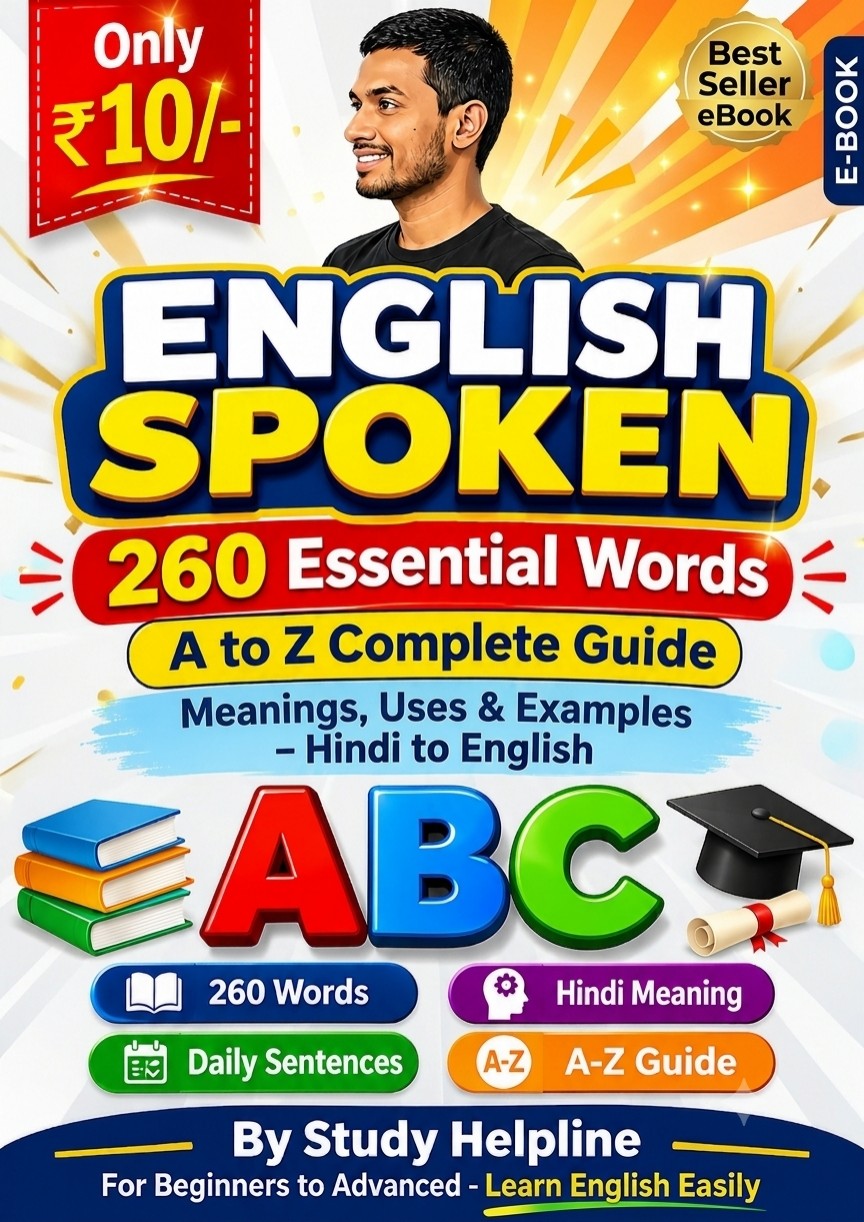 Only
₹10/-
Best
Seller
eBook
E-BOOK
ENGLISH
SPOKEN
260 Essential Words
A to Z Complete Guide
Meanings, Uses & Examples
– Hindi to English
ABC
260 Words
Hindi Meaning
Daily Sentences
A-Z
A-Z Guide
By Study Helpline
For Beginners to Advanced - Learn English Easily